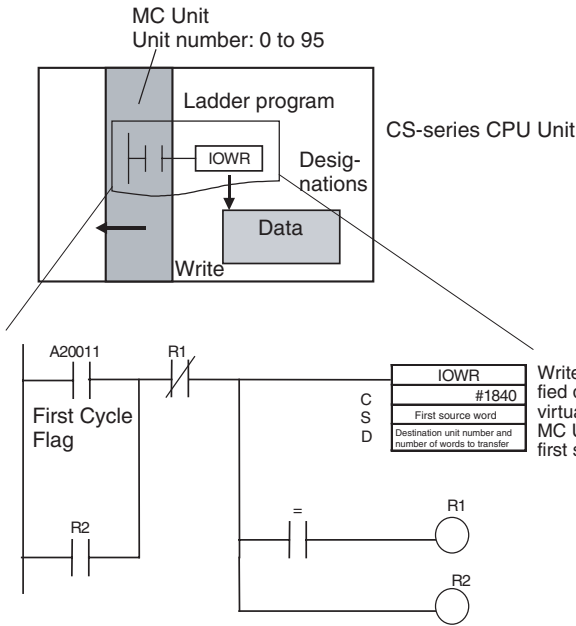 MC Unit
Unit number: 0 to 95
Ladder program
CS-series CPU Unit
IOWR
Desig-
nations
Data
Write
A20011
R1
First Cycle
Flag
R2
IOWR
C
#1840
S
First source word
D
Destination unit number and
number of words to transfer
Write
fied
virtua
MC U
first s
=
R1
R2